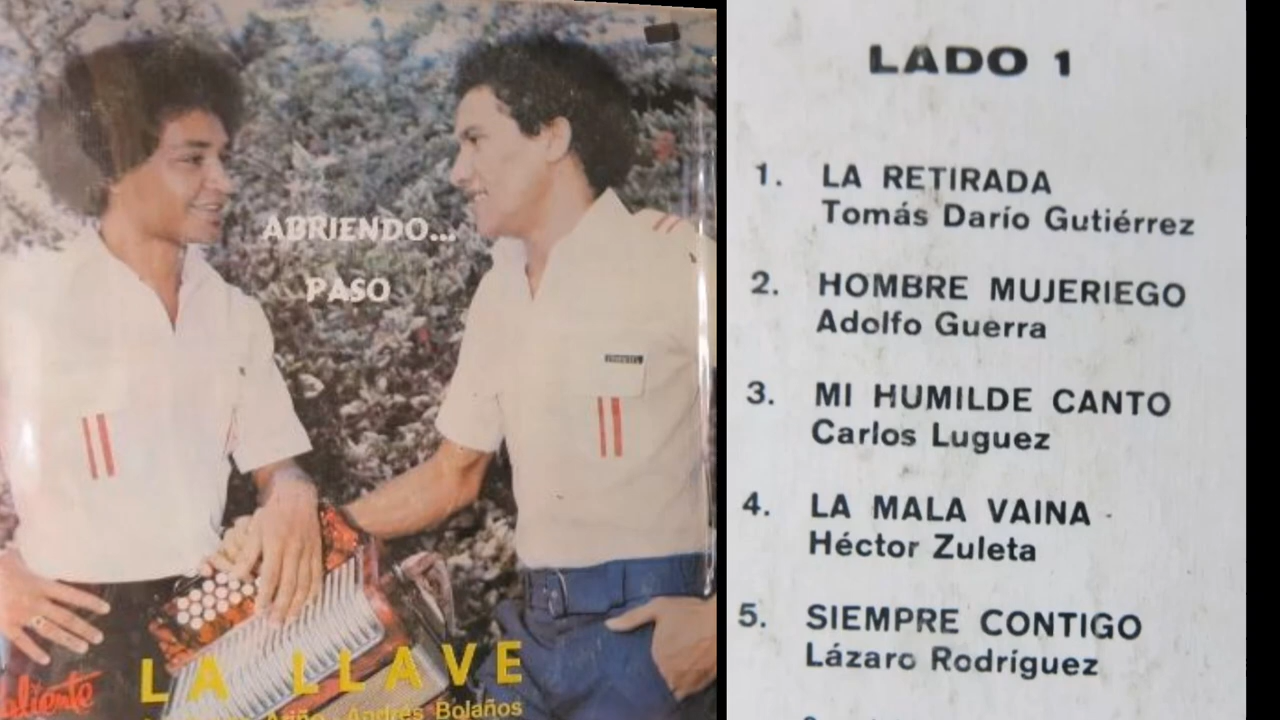 ABRIENDO...
PASO
LA LLAVE
Ariño - Andrés Bolaños
LADO 1
1. LA RETIRADA
Tomás Darío Gutiérrez
2. HOMBRE MUJERIEGO
Adolfo Guerra
3. MI HUMILDE CANTO
Carlos Luguez
4. LA MALA VAINA
Héctor Zuleta
5. SIEMPRE CONTIGO
Lázaro Rodríguez